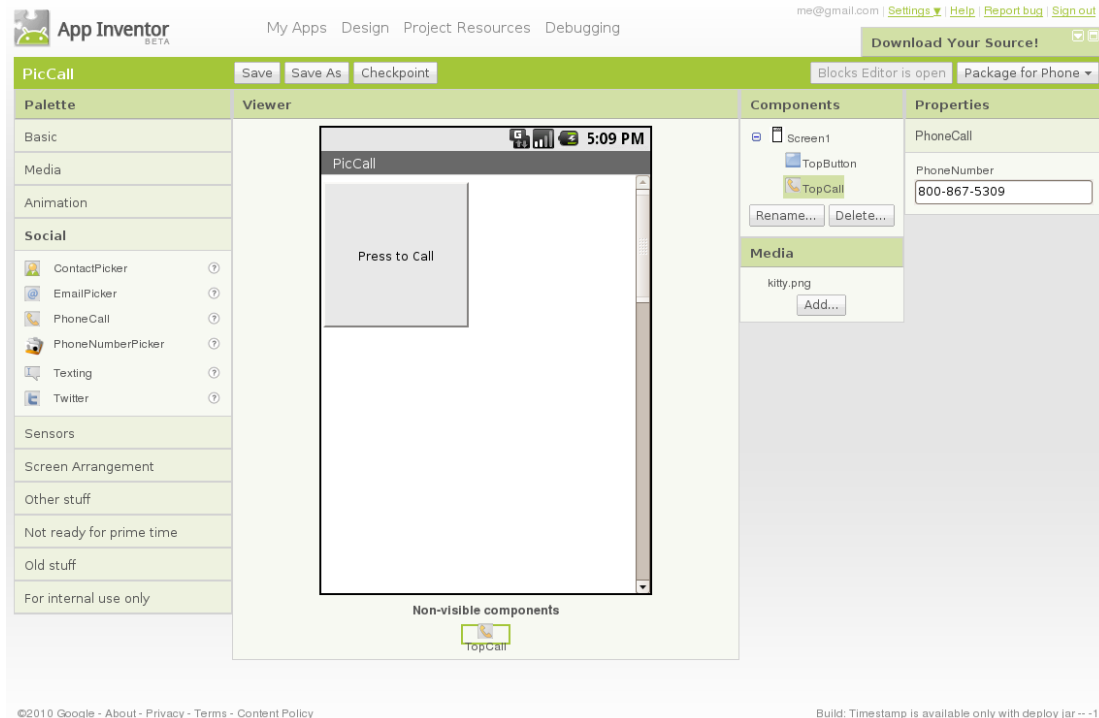 me@gmail.com | Settings ▼ | Help | Report bug | Sign out
App Inventor
BETA
My Apps Design Project Resources Debugging
Download Your Source!
PicCall
Save Save As Checkpoint
Blocks Editor is open Package for Phone
Palette
Basic
Media
Animation
Social
ContactPicker ?
EmailPicker ?
PhoneCall ?
PhoneNumberPicker ?
Texting ?
Twitter ?
Sensors
Screen Arrangement
Other stuff
Not ready for prime time
Old stuff
For internal use only
Viewer
G 5:09 PM
PicCall
Press to Call
Non-visible components
TopCall
Components
Screen1
TopButton
TopCall
Rename... Delete...
Media
kitty.png
Add...
Properties
PhoneCall
PhoneNumber
800-867-5309
©2010 Google - About - Privacy - Terms - Content Policy
Build: Timestamp is available only with deploy jar -- -1